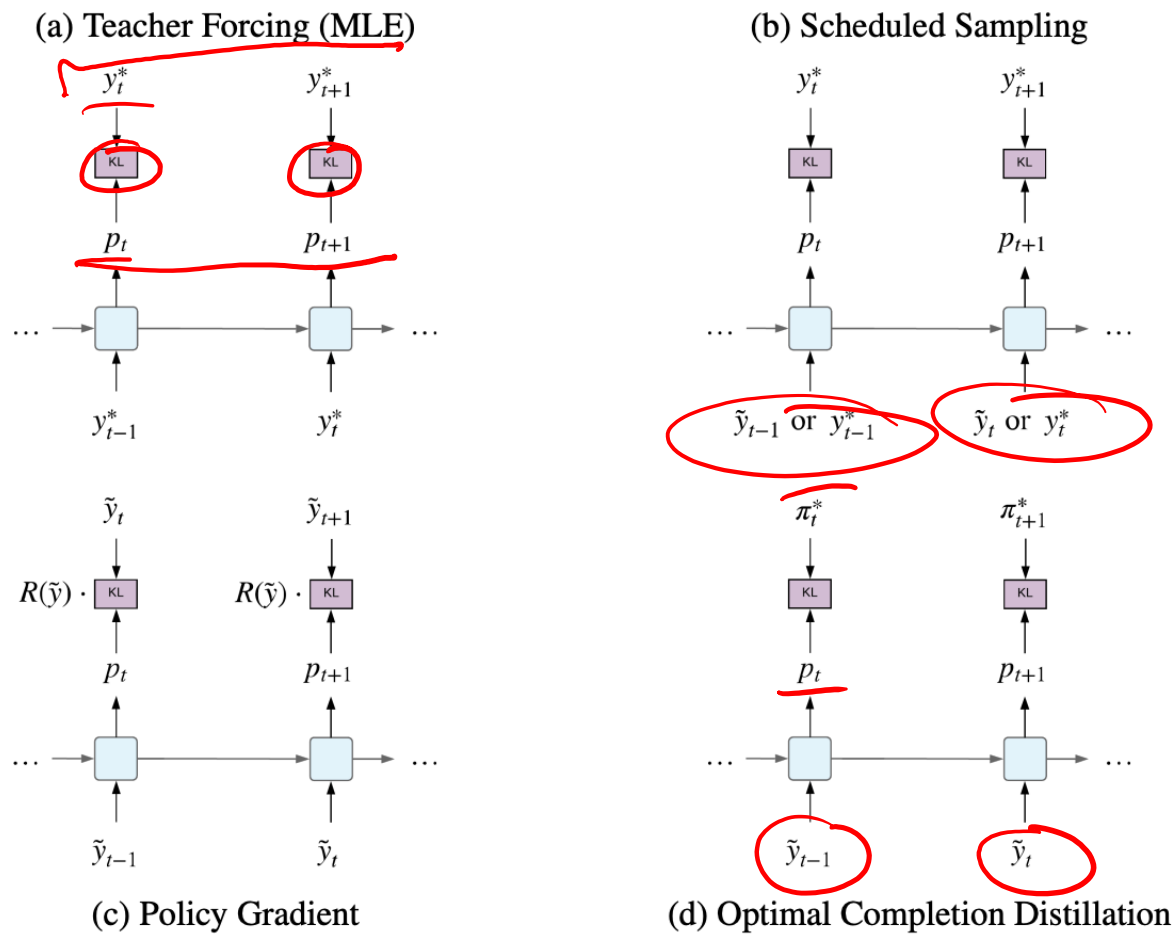 (a) Teacher Forcing (MLE)
y*_t y*_{t+1}
KL KL
p_t p_{t+1}
... ...
y*_{t-1} y*_t
(b) Scheduled Sampling
y*_t y*_{t+1}
KL KL
p_t p_{t+1}
... ...
ỹ_{t-1} or y*_{t-1} ỹ_t or y*_t
ỹ_t ỹ_{t+1}
R(ỹ) · KL R(ỹ) · KL
p_t p_{t+1}
... ...
ỹ_{t-1} ỹ_t
(c) Policy Gradient
π*_t π*_{t+1}
KL KL
p_t p_{t+1}
... ...
ỹ_{t-1} ỹ_t
(d) Optimal Completion Distillation